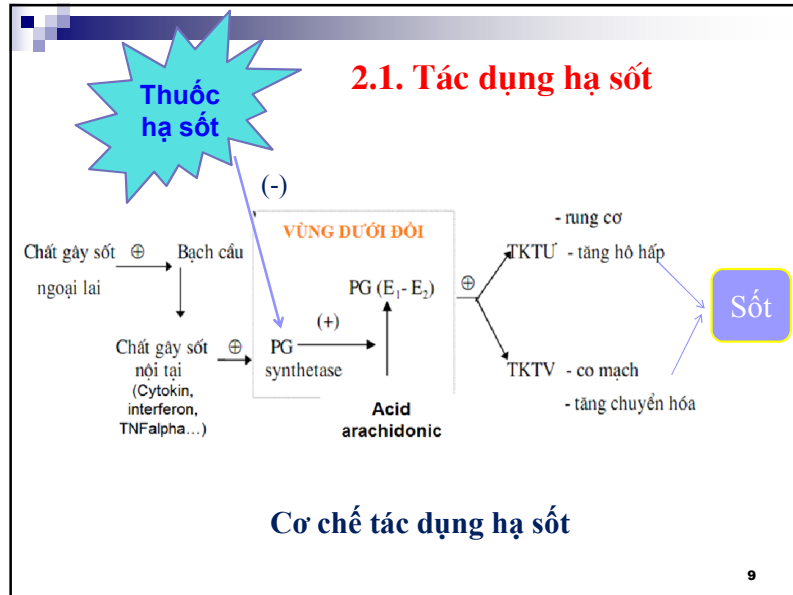 2.1. Tác dụng hạ sốt
Thuốc
hạ sốt
(-)
VÙNG DƯỚI ĐỒI
Chất gây sốt
ngoại lai
⊕
Bạch cầu
Chất gây sốt
nội tại
(Cytokin,
interferon,
TNFalpha…)
⊕
PG
synthetase
(+)
PG (E₁- E₂)
Acid
arachidonic
⊕
- rung cơ
TKTƯ - tăng hô hấp
TKTV - co mạch
- tăng chuyển hóa
Sốt
Cơ chế tác dụng hạ sốt
9